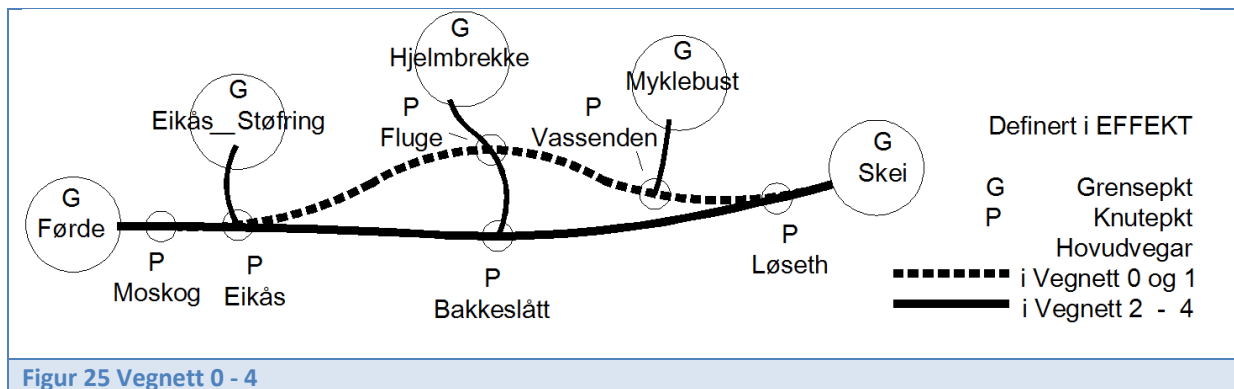 G
Hjelmbrekke
G
Myklebust
G
Eikås__Støfring
P
Fluge
P
Vassenden
G
Skei
G
Førde
P
Moskog
P
Eikås
P
Bakkeslått
P
Løseth
Definert i EFFEKT
G Grensepkt
P Knutepkt
Hovudvegar
i Vegnett 0 og 1
i Vegnett 2 - 4
Figur 25 Vegnett 0 - 4